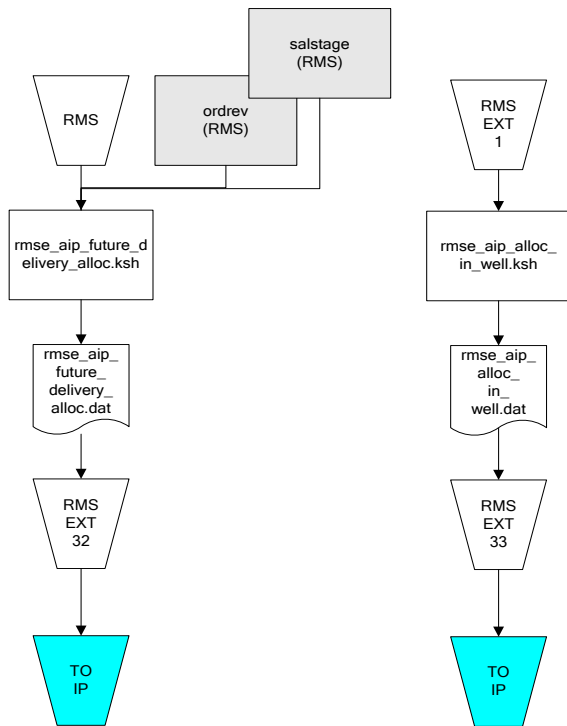 salstage
(RMS)
ordrev
(RMS)
RMS
rmse_aip_future_d
elivery_alloc.ksh
rmse_aip_
future_
delivery_
alloc.dat
RMS
EXT
32
TO
IP
RMS
EXT
1
rmse_aip_alloc_
in_well.ksh
rmse_aip_
alloc_
in_
well.dat
RMS
EXT
33
TO
IP